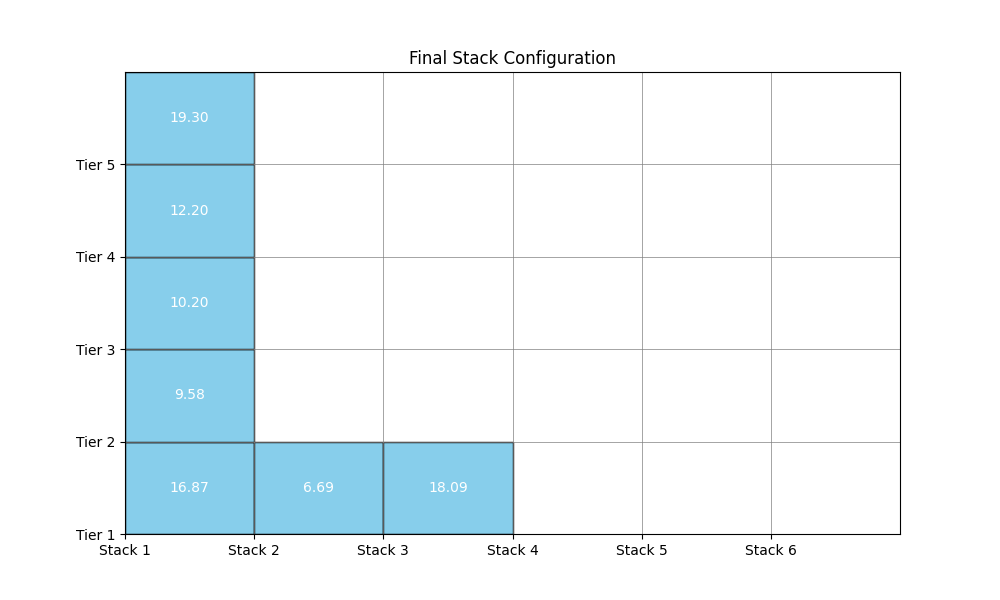 Final Stack Configuration
19.30
Tier 5
12.20
Tier 4
10.20
Tier 3
9.58
Tier 2
16.87 6.69 18.09
Tier 1
Stack 1 Stack 2 Stack 3 Stack 4 Stack 5 Stack 6